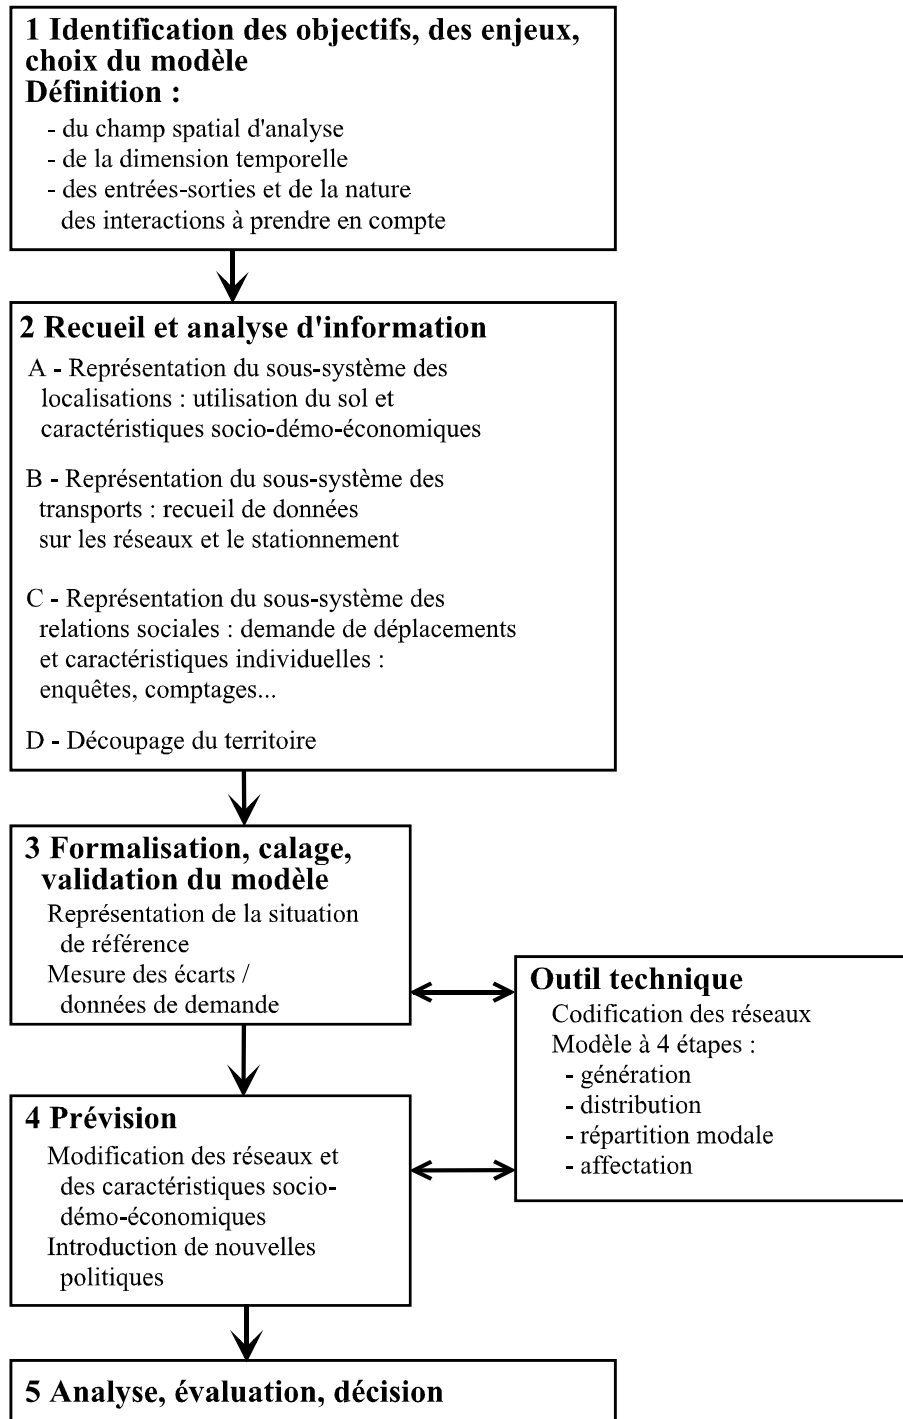 1 Identification des objectifs, des enjeux,
choix du modèle
Définition :
- du champ spatial d'analyse
- de la dimension temporelle
- des entrées-sorties et de la nature
des interactions à prendre en compte
2 Recueil et analyse d'information
A - Représentation du sous-système des
localisations : utilisation du sol et
caractéristiques socio-démo-économiques
B - Représentation du sous-système des
transports : recueil de données
sur les réseaux et le stationnement
C - Représentation du sous-système des
relations sociales : demande de déplacements
et caractéristiques individuelles :
enquêtes, comptages...
D - Découpage du territoire
3 Formalisation, calage,
validation du modèle
Représentation de la situation
de référence
Mesure des écarts /
données de demande
Outil technique
Codification des réseaux
Modèle à 4 étapes :
- génération
- distribution
- répartition modale
- affectation
4 Prévision
Modification des réseaux et
des caractéristiques socio-
démo-économiques
Introduction de nouvelles
politiques
5 Analyse, évaluation, décision